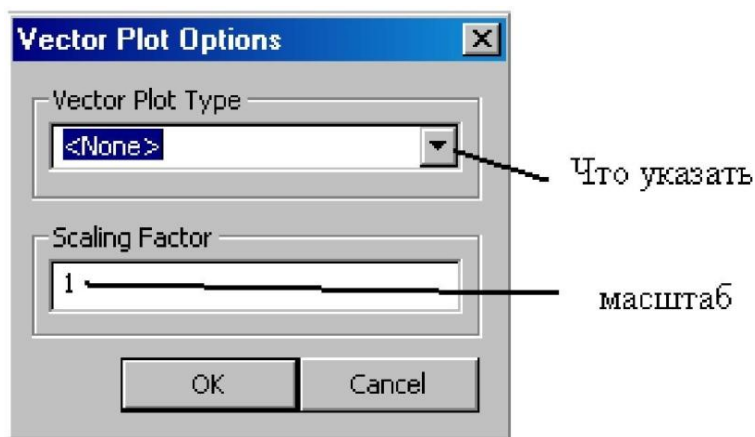 Vector Plot Options
Vector Plot Type
<None>
Что указать
Scaling Factor
1
масштаб
OK
Cancel